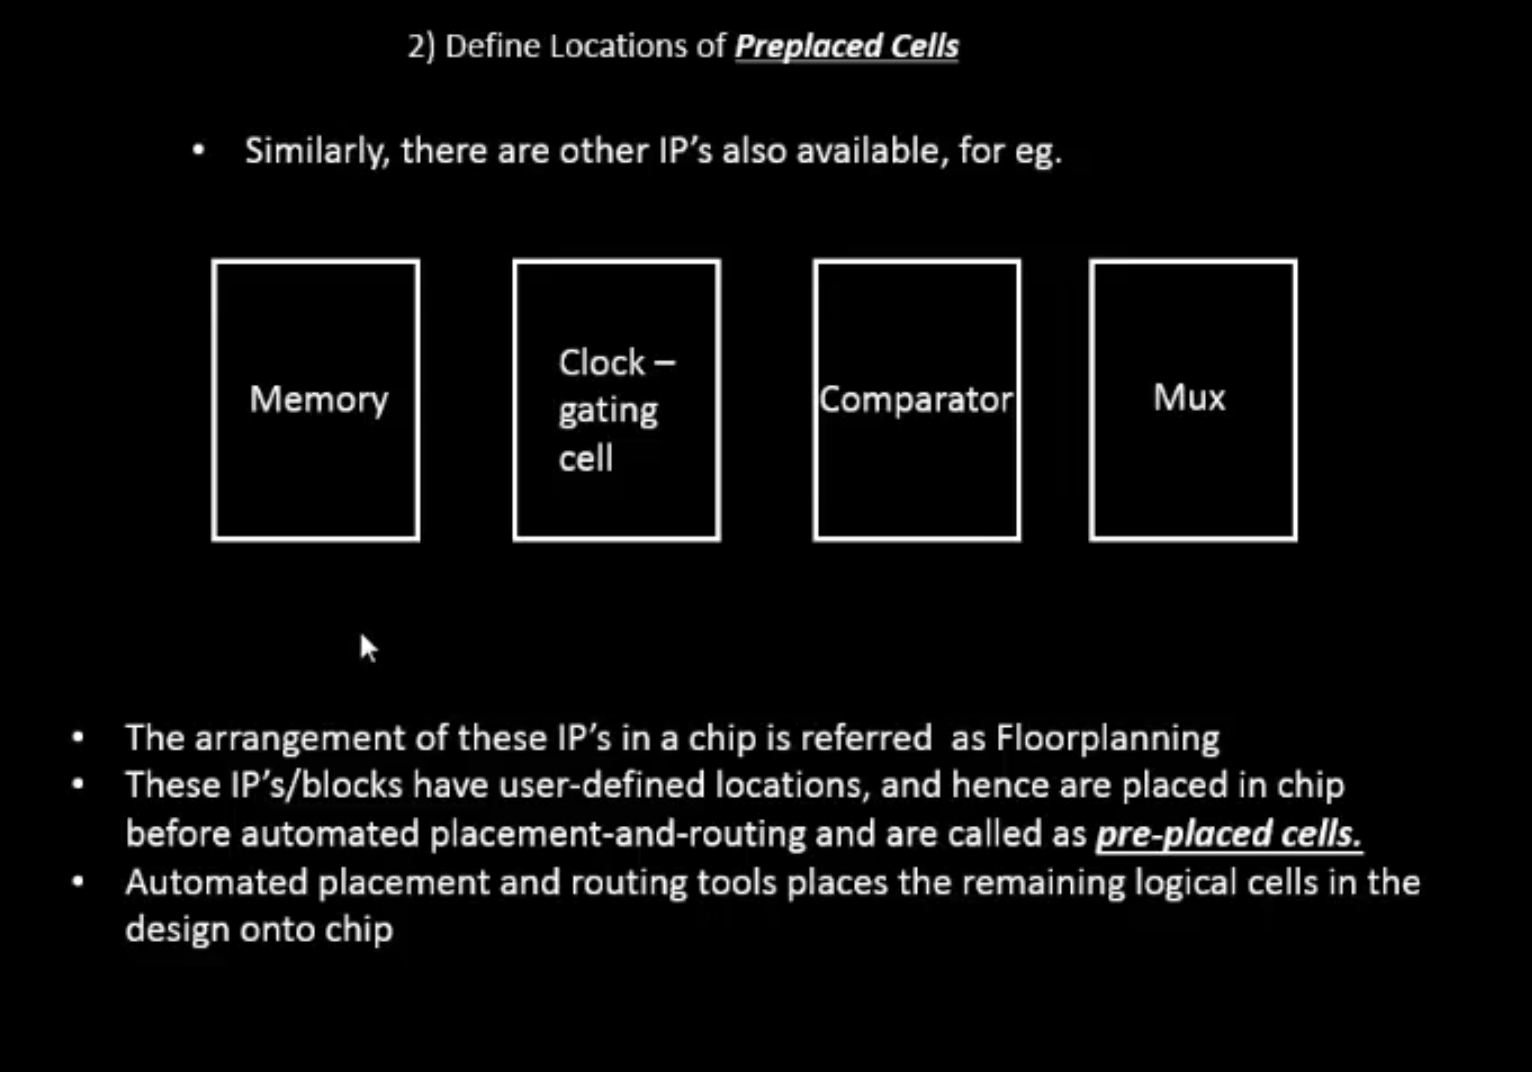 2) Define Locations of Preplaced Cells
• Similarly, there are other IP’s also available, for eg.
Memory
Clock –
gating
cell
Comparator
Mux
• The arrangement of these IP’s in a chip is referred  as Floorplanning
• These IP’s/blocks have user-defined locations, and hence are placed in chip
before automated placement-and-routing and are called as pre-placed cells.
• Automated placement and routing tools places the remaining logical cells in the
design onto chip